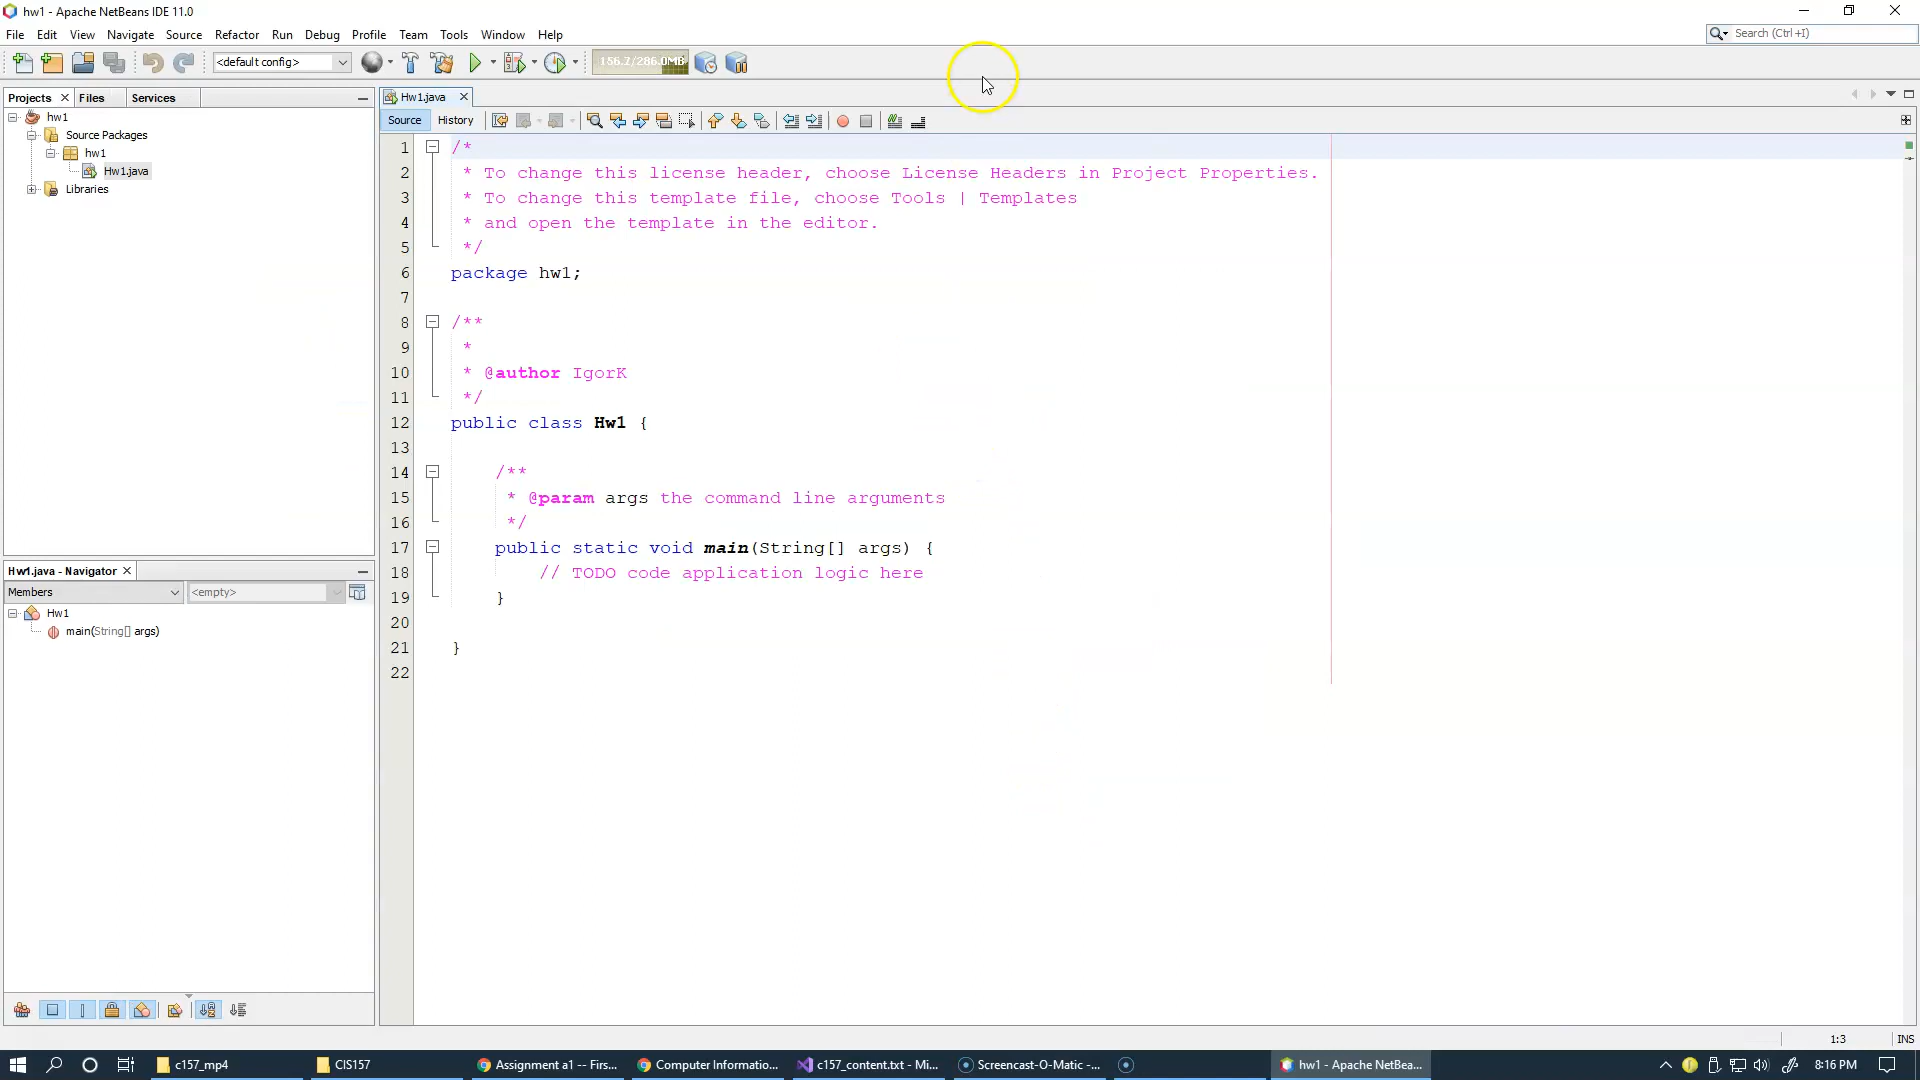 hw1 - Apache NetBeans IDE 11.0
File Edit View Navigate Source Refactor Run Debug Profile Team Tools Window Help
Search (Ctrl+I)
<default config>
156.2/286.0MB
Projects Files Services
Hw1.java
hw1
Source Packages
hw1
Hw1.java
Libraries
Source History
1 /*
2 * To change this license header, choose License Headers in Project Properties.
3 * To change this template file, choose Tools | Templates
4 * and open the template in the editor.
5 */
6 package hw1;
7
8 /**
9 *
10 * @author IgorK
11 */
12 public class Hw1 {
13
14 /**
15 * @param args the command line arguments
16 */
17 public static void main(String[] args) {
18 // TODO code application logic here
19 }
20
21 }
22
Hw1.java - Navigator
Members <empty>
Hw1
main(String[] args)
1:3 INS
c157_mp4 CIS157 Assignment a1 -- Firs... Computer Informatio... c157_content.txt - Mi... Screencast-O-Matic -... hw1 - Apache NetBea... 8:16 PM